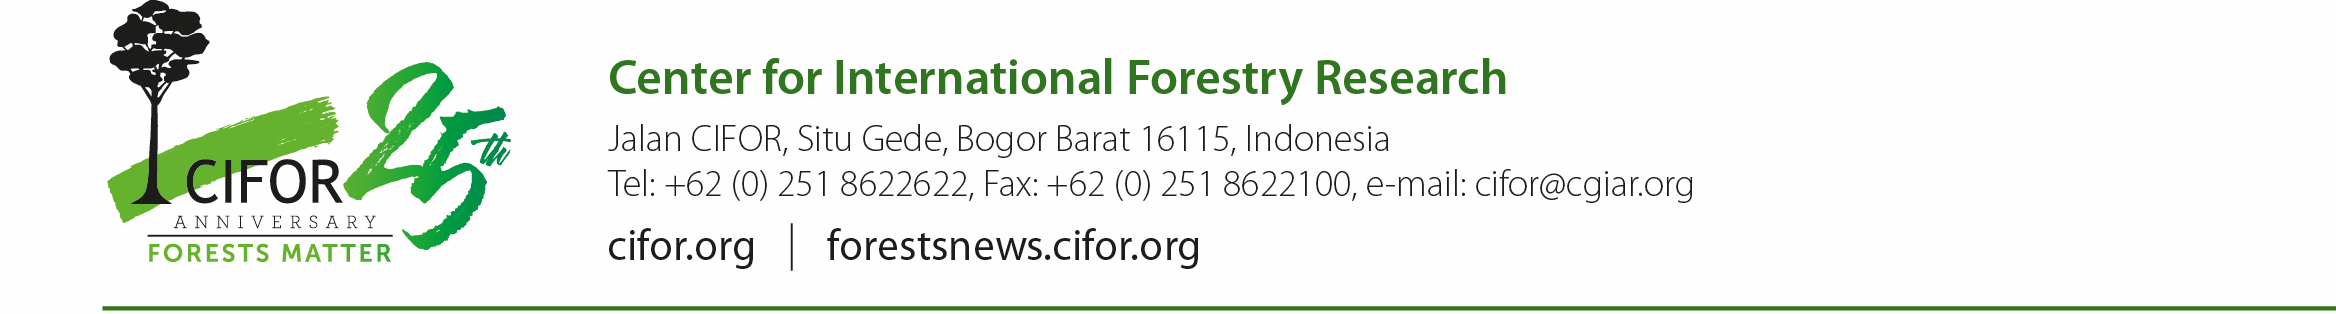 CIFOR 25th
ANNIVERSARY
FORESTS MATTER
Center for International Forestry Research
Jalan CIFOR, Situ Gede, Bogor Barat 16115, Indonesia
Tel: +62 (0) 251 8622622, Fax: +62 (0) 251 8622100, e-mail: cifor@cgiar.org
cifor.org | forestsnews.cifor.org